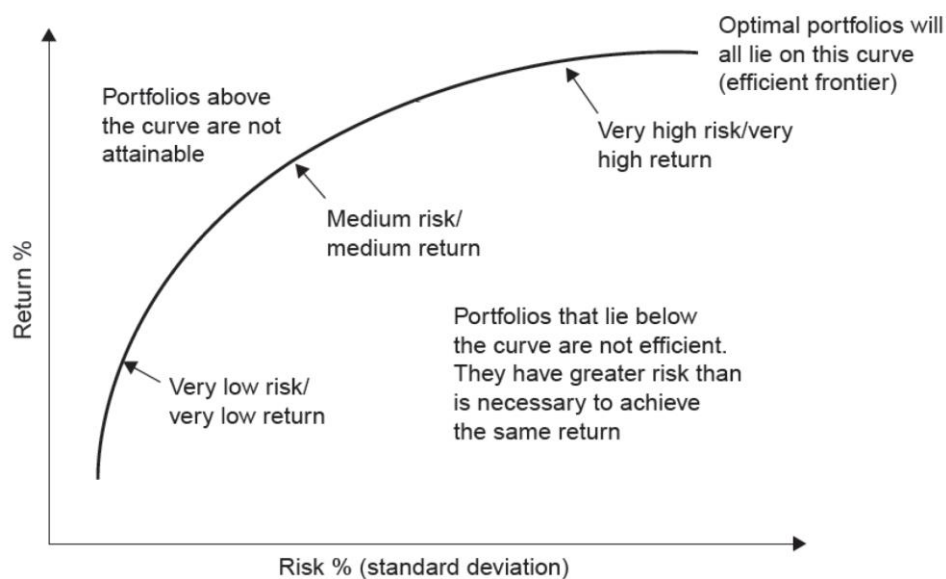 Optimal portfolios will
all lie on this curve
(efficient frontier)
Portfolios above
the curve are not
attainable
Very high risk/very
high return
Medium risk/
medium return
Portfolios that lie below
the curve are not efficient.
They have greater risk than
is necessary to achieve
the same return
Very low risk/
very low return
Return %
Risk % (standard deviation)